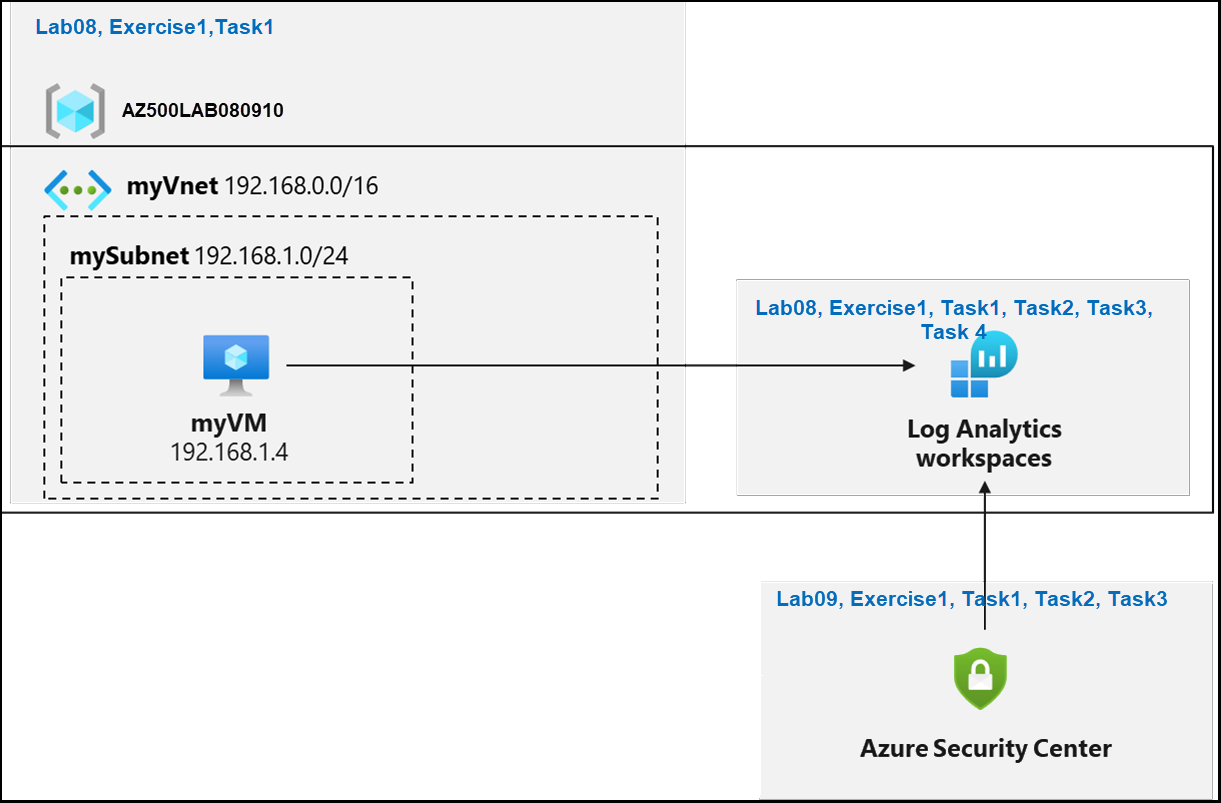 Lab08, Exercise1,Task1
AZ500LAB080910
myVnet 192.168.0.0/16
mySubnet 192.168.1.0/24
myVM
192.168.1.4
Lab08, Exercise1, Task1, Task2, Task3,
Task 4
Log Analytics
workspaces
Lab09, Exercise1, Task1, Task2, Task3
Azure Security Center